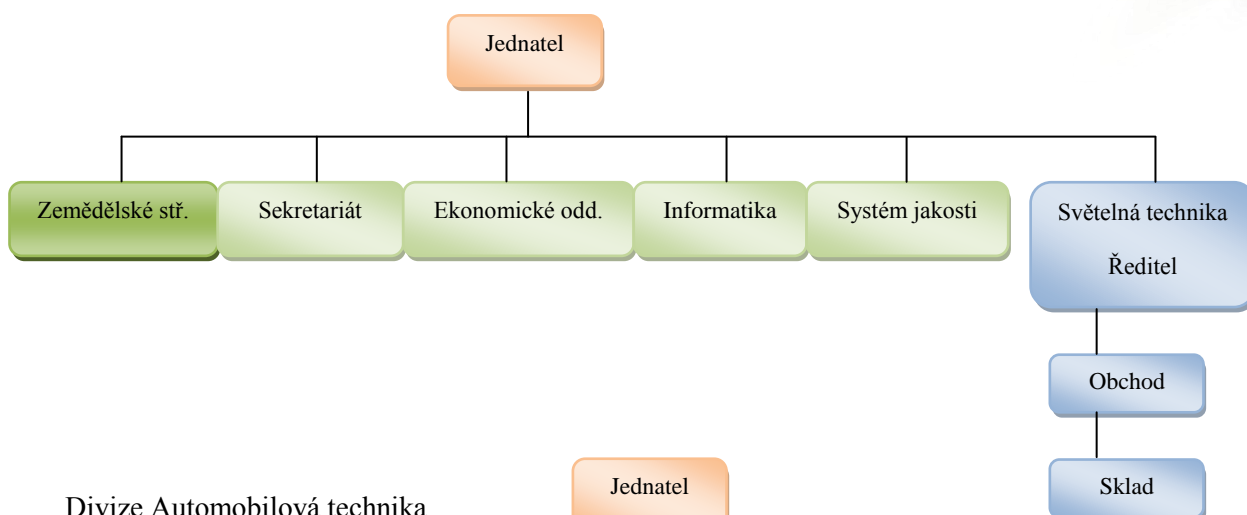 Jednatel
Zemědělské stř.
Sekretariát
Ekonomické odd.
Informatika
Systém jakosti
Světelná technika
Ředitel
Obchod
Sklad
Divize Automobilová technika
Jednatel